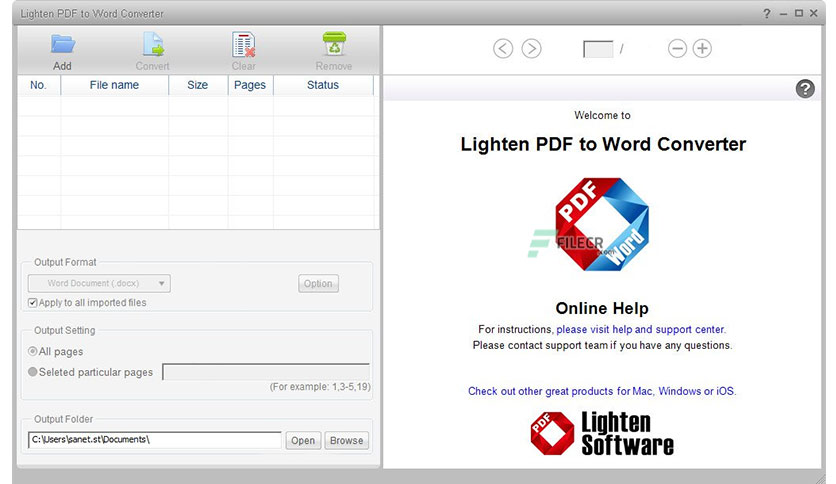 Lighten PDF to Word Converter
Add Convert Clear Remove
No. File name Size Pages Status
Output Format
Word Document (.docx)
Option
Apply to all imported files
Output Setting
All pages
Seleted particular pages
(For example: 1,3-5,19)
Output Folder
C:\Users\sanet.st\Documents\
Open Browse
/
?
Welcome to
Lighten PDF to Word Converter
PDF
Word
FILECR
.com
Online Help
For instructions, please visit help and support center.
Please contact support team if you have any questions.
Check out other great products for Mac, Windows or iOS.
PDF
Lighten
Software